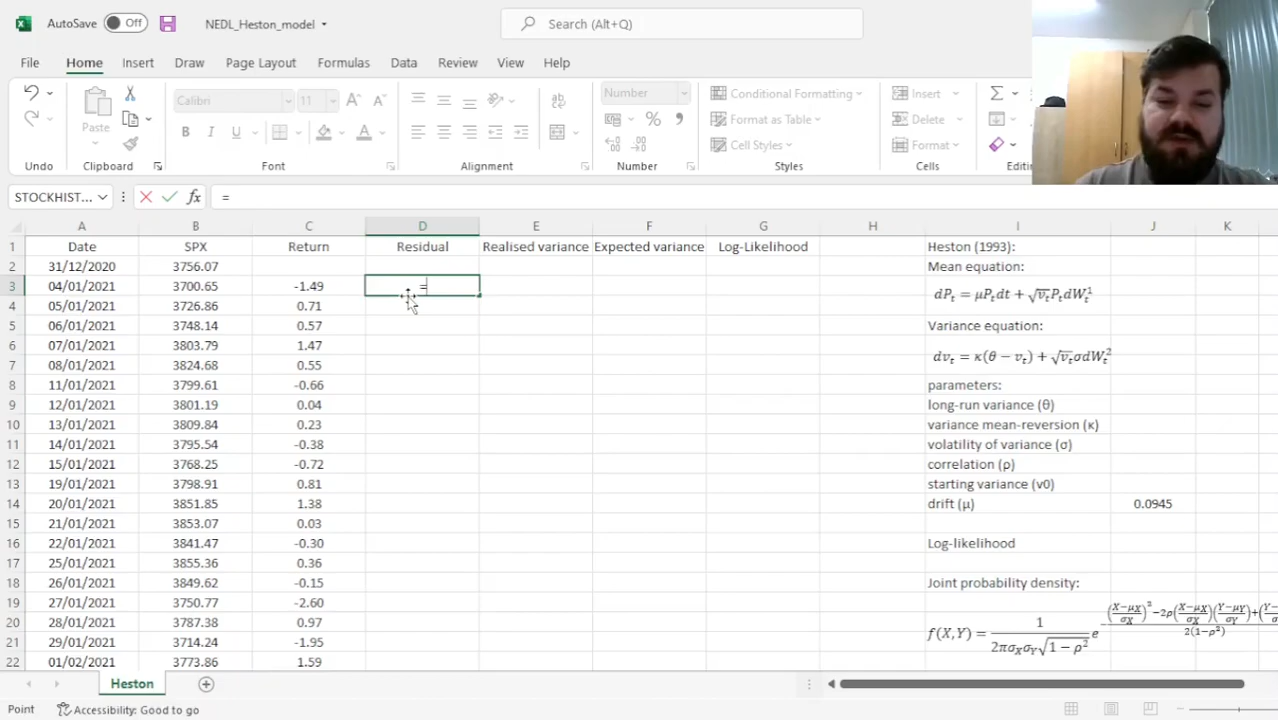 AutoSave Off NEDL_Heston_model Search (Alt+Q)
File Home Insert Draw Page Layout Formulas Data Review View Help
Calibri 11 Number Conditional Formatting Insert
Paste Format as Table Delete
B I U Cell Styles Format
Undo Clipboard Font Alignment Number Styles Cells Editin
STOCKHIST... fx =
A B C D E F G H I J K
1 Date SPX Return Residual Realised variance Expected variance Log-Likelihood Heston (1993):
2 31/12/2020 3756.07 Mean equation:
3 04/01/2021 3700.65 -1.49 = dPₜ = μPₜdt + √vₜPₜdWₜ¹
4 05/01/2021 3726.86 0.71
5 06/01/2021 3748.14 0.57 Variance equation:
6 07/01/2021 3803.79 1.47
7 08/01/2021 3824.68 0.55 dvₜ = κ(θ − vₜ) + √vₜσdWₜ²
8 11/01/2021 3799.61 -0.66 parameters:
9 12/01/2021 3801.19 0.04 long-run variance (θ)
10 13/01/2021 3809.84 0.23 variance mean-reversion (κ)
11 14/01/2021 3795.54 -0.38 volatility of variance (σ)
12 15/01/2021 3768.25 -0.72 correlation (ρ)
13 19/01/2021 3798.91 0.81 starting variance (v0)
14 20/01/2021 3851.85 1.38 drift (μ) 0.0945
15 21/01/2021 3853.07 0.03
16 22/01/2021 3841.47 -0.30 Log-likelihood
17 25/01/2021 3855.36 0.36
18 26/01/2021 3849.62 -0.15 Joint probability density:
19 27/01/2021 3750.77 -2.60
20 28/01/2021 3787.38 0.97 f(X,Y) = 1/(2πσ_Xσ_Y√(1 − ρ²)) e
21 29/01/2021 3714.24 -1.95
22 01/02/2021 3773.86 1.59
Heston
Point Accessibility: Good to go